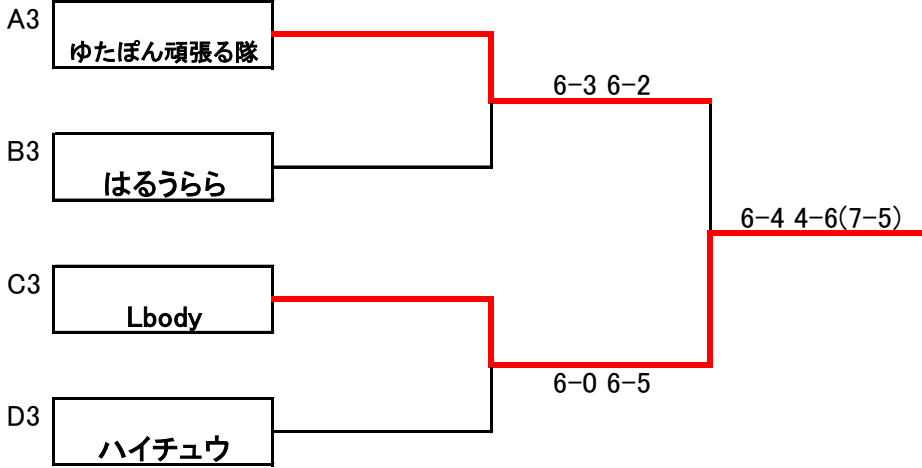 A3
ゆたぽん頑張る隊
6-3 6-2
B3
はるうらら
6-4 4-6(7-5)
C3
Lbody
6-0 6-5
D3
ハイチュウ